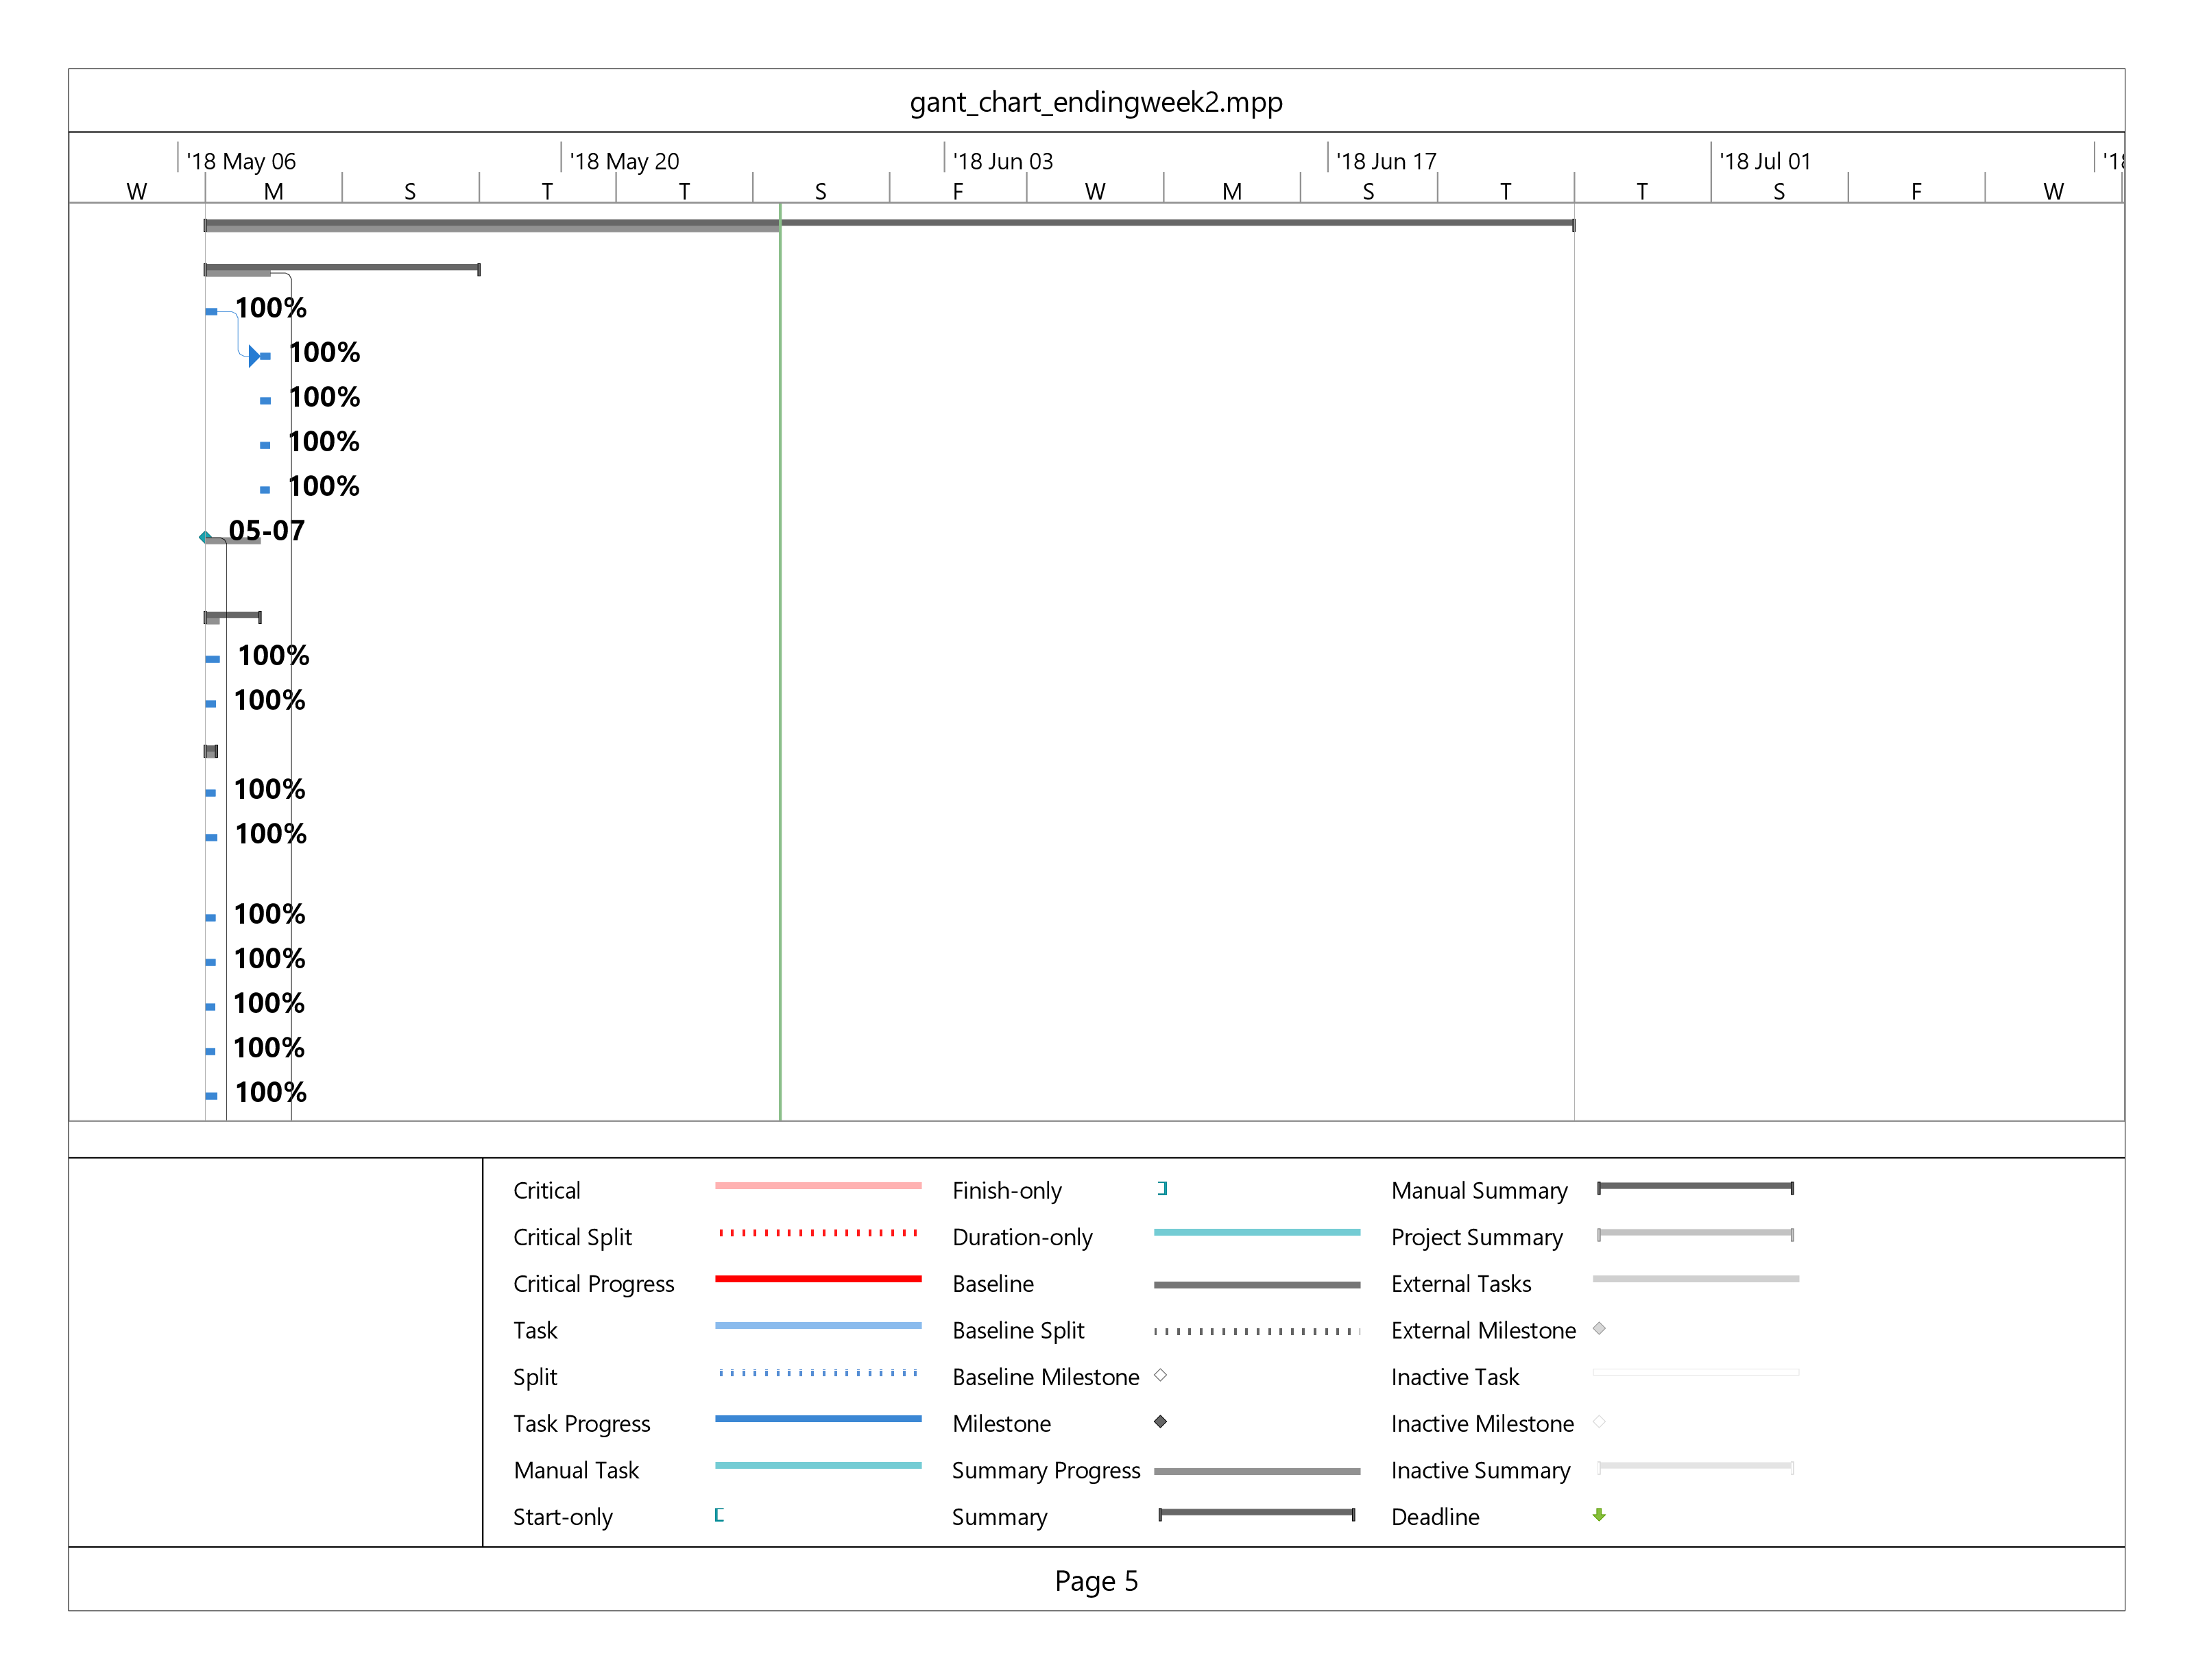 gant_chart_endingweek2.mpp
'18 May 06 '18 May 20 '18 Jun 03 '18 Jun 17 '18 Jul 01
W M S T T S F W M S T T S F W
100%
100%
100%
100%
100%
05-07
100%
100%
100%
100%
100%
100%
100%
100%
100%
Critical Finish-only Manual Summary
Critical Split Duration-only Project Summary
Critical Progress Baseline External Tasks
Task Baseline Split External Milestone
Split Baseline Milestone Inactive Task
Task Progress Milestone Inactive Milestone
Manual Task Summary Progress Inactive Summary
Start-only Summary Deadline
Page 5